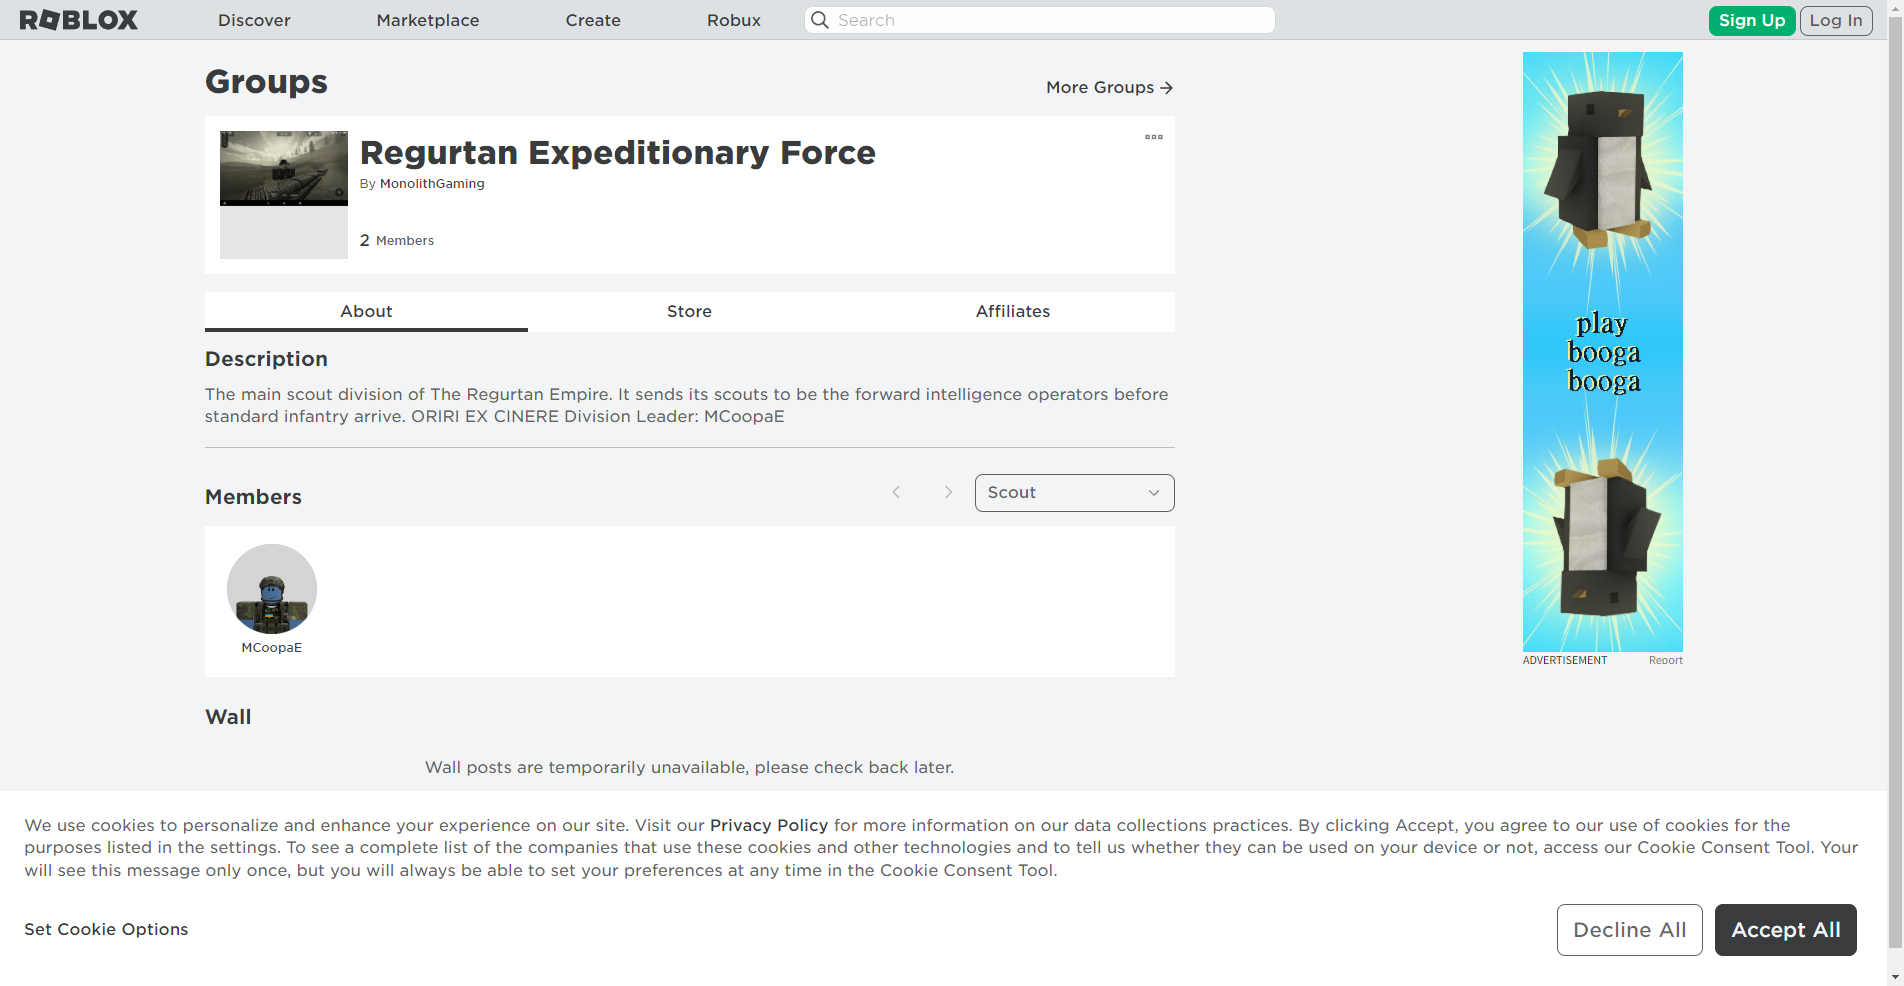 ROBLOX
Discover
Marketplace
Create
Robux
Search
Sign Up
Log In
Groups
More Groups
Regurtan Expeditionary Force
By MonolithGaming
2 Members
About
Store
Affiliates
Description
The main scout division of The Regurtan Empire. It sends its scouts to be the forward intelligence operators before
standard infantry arrive. ORIRI EX CINERE Division Leader: MCoopaE
Members
Scout
MCoopaE
Wall
Wall posts are temporarily unavailable, please check back later.
play
booga
booga
ADVERTISEMENT
Report
We use cookies to personalize and enhance your experience on our site. Visit our Privacy Policy for more information on our data collections practices. By clicking Accept, you agree to our use of cookies for the
purposes listed in the settings. To see a complete list of the companies that use these cookies and other technologies and to tell us whether they can be used on your device or not, access our Cookie Consent Tool. Your
will see this message only once, but you will always be able to set your preferences at any time in the Cookie Consent Tool.
Set Cookie Options
Decline All
Accept All